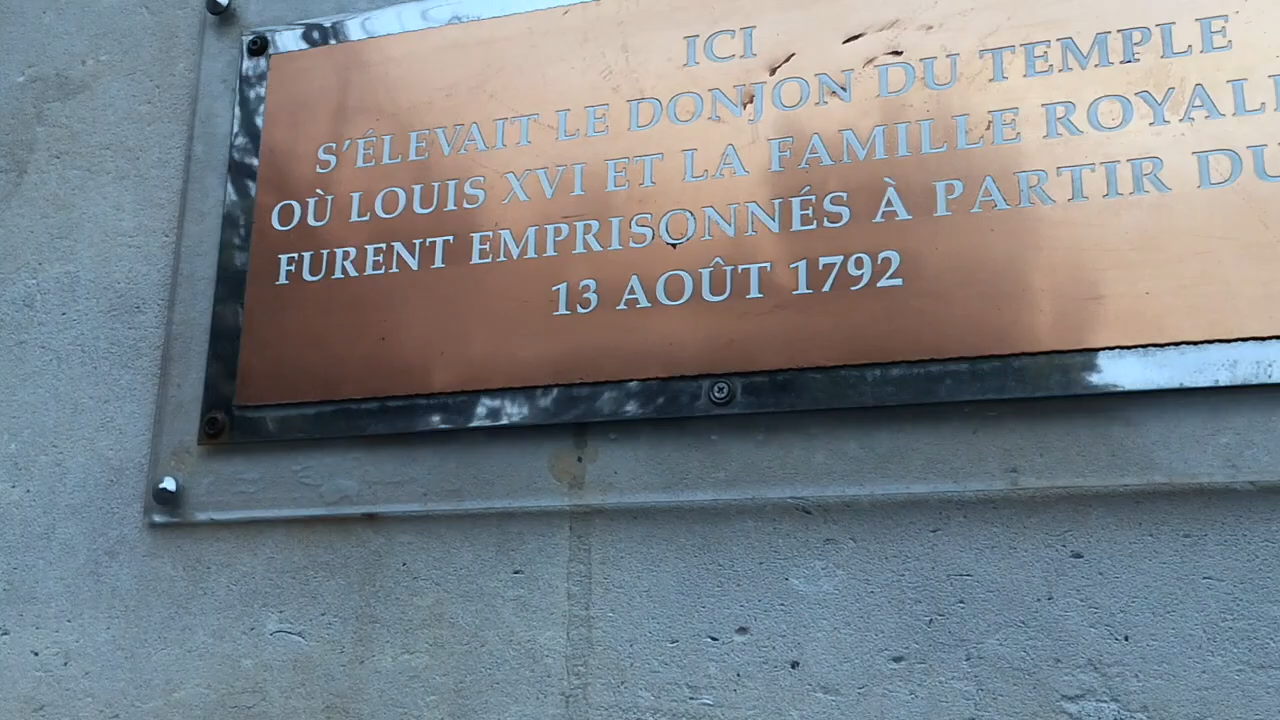 ICI
S'ÉLEVAIT LE DONJON DU TEMPLE
OÙ LOUIS XVI ET LA FAMILLE ROYALE
FURENT EMPRISONNÉS À PARTIR DU
13 AOÛT 1792